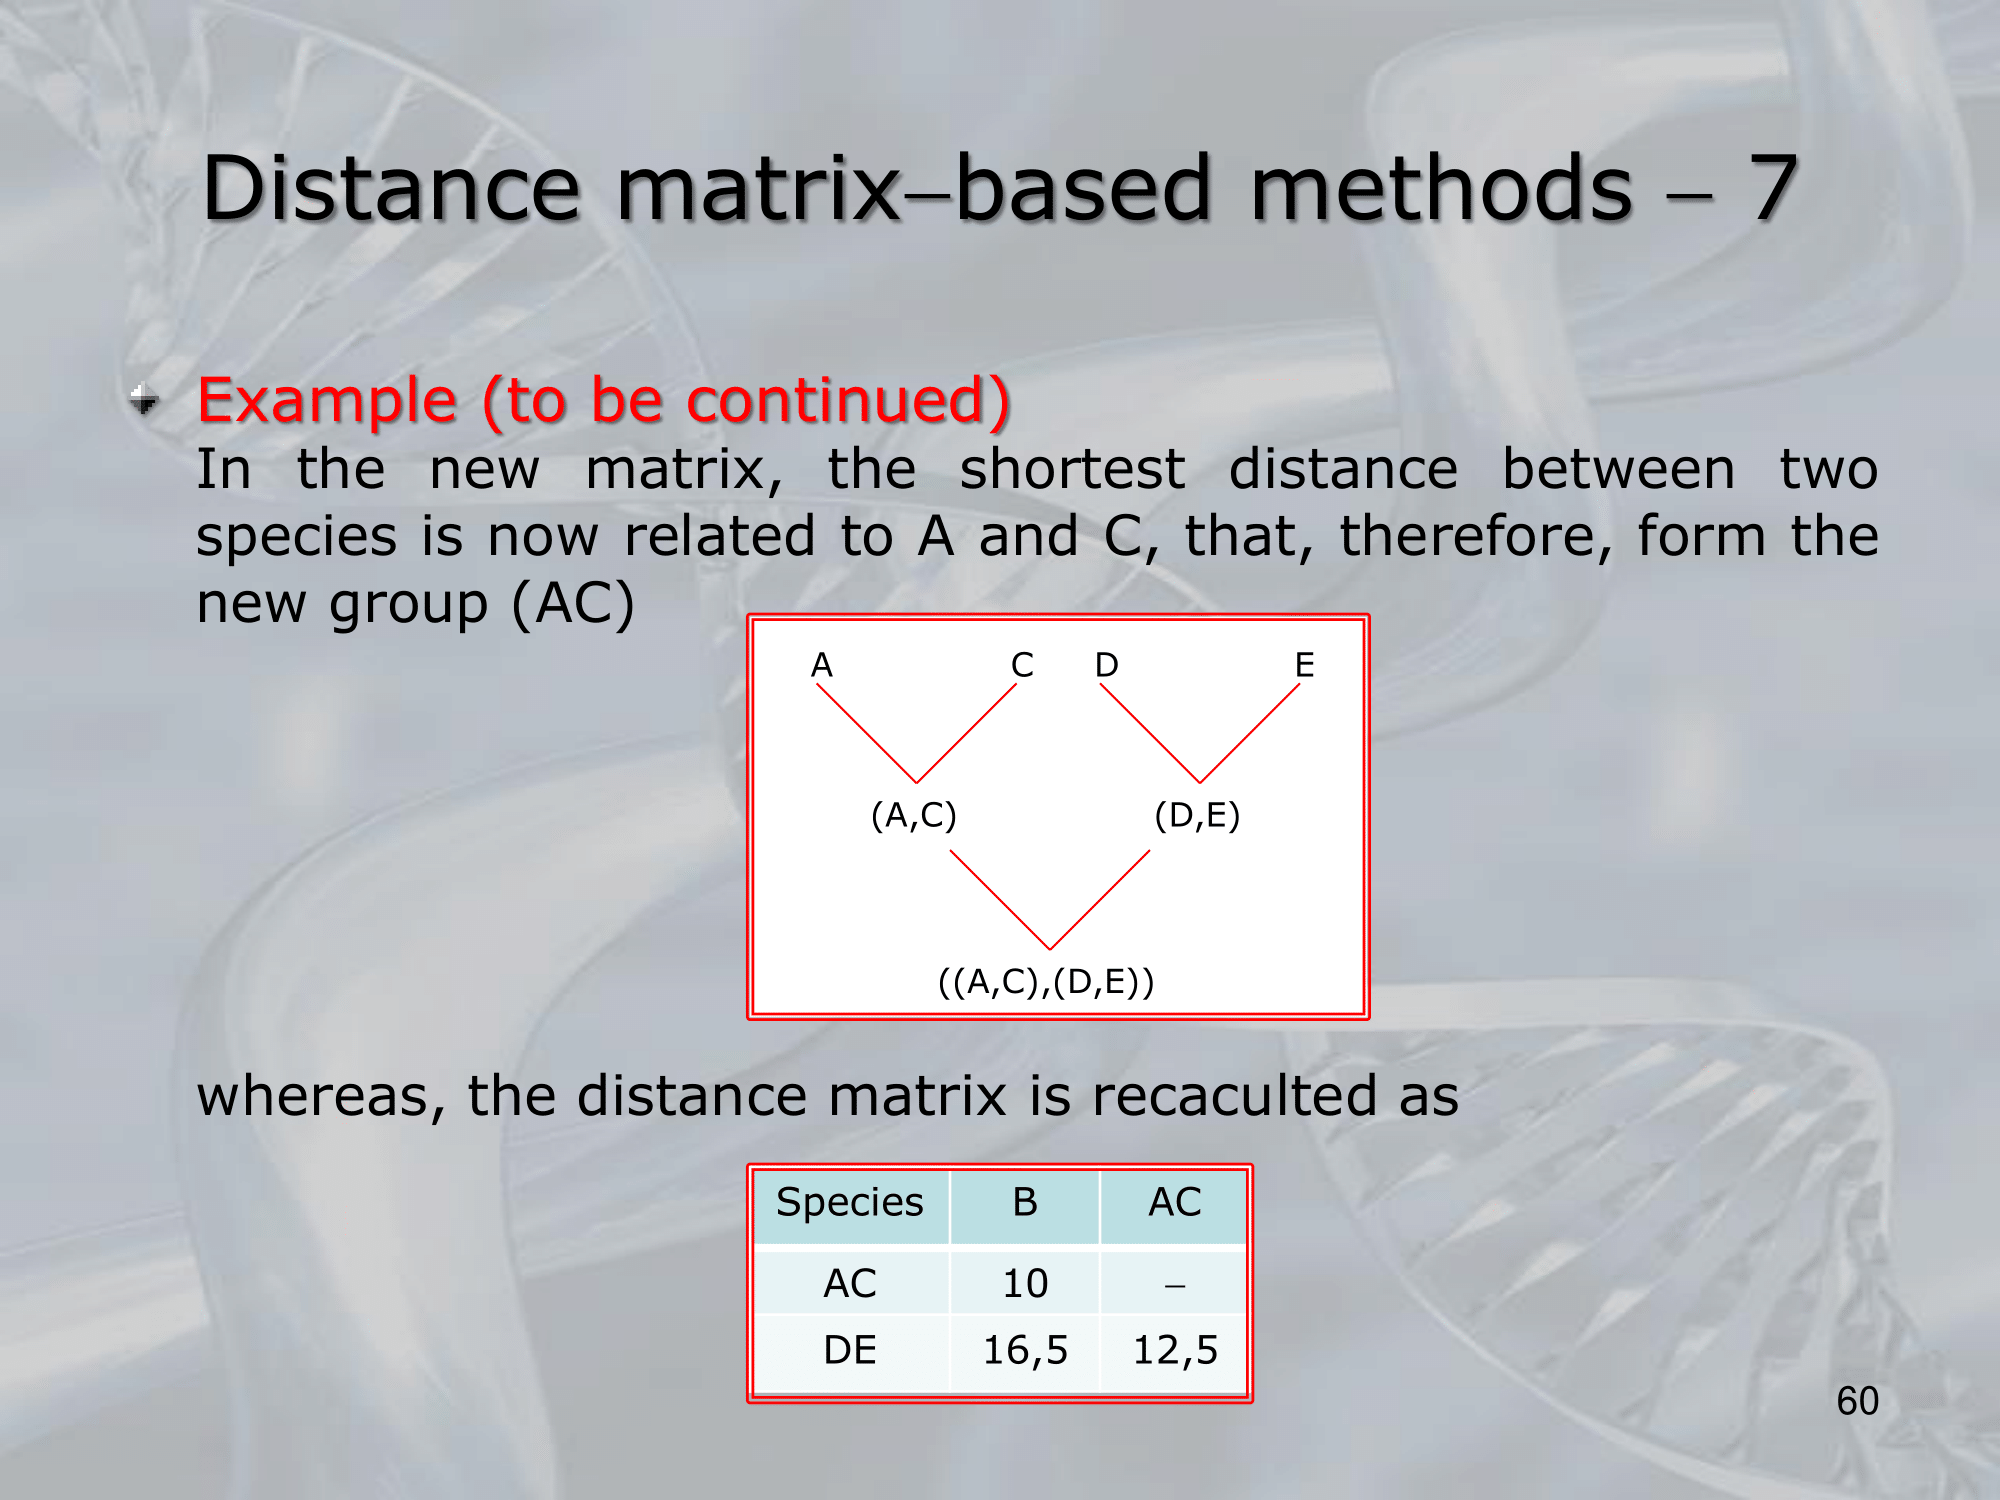 Distance matrix–based methods – 7
Example (to be continued)
In the new matrix, the shortest distance between two
species is now related to A and C, that, therefore, form the
new group (AC)
A C D E
(A,C) (D,E)
((A,C),(D,E))
whereas, the distance matrix is recaculted as
Species B AC
AC 10 –
DE 16,5 12,5
60